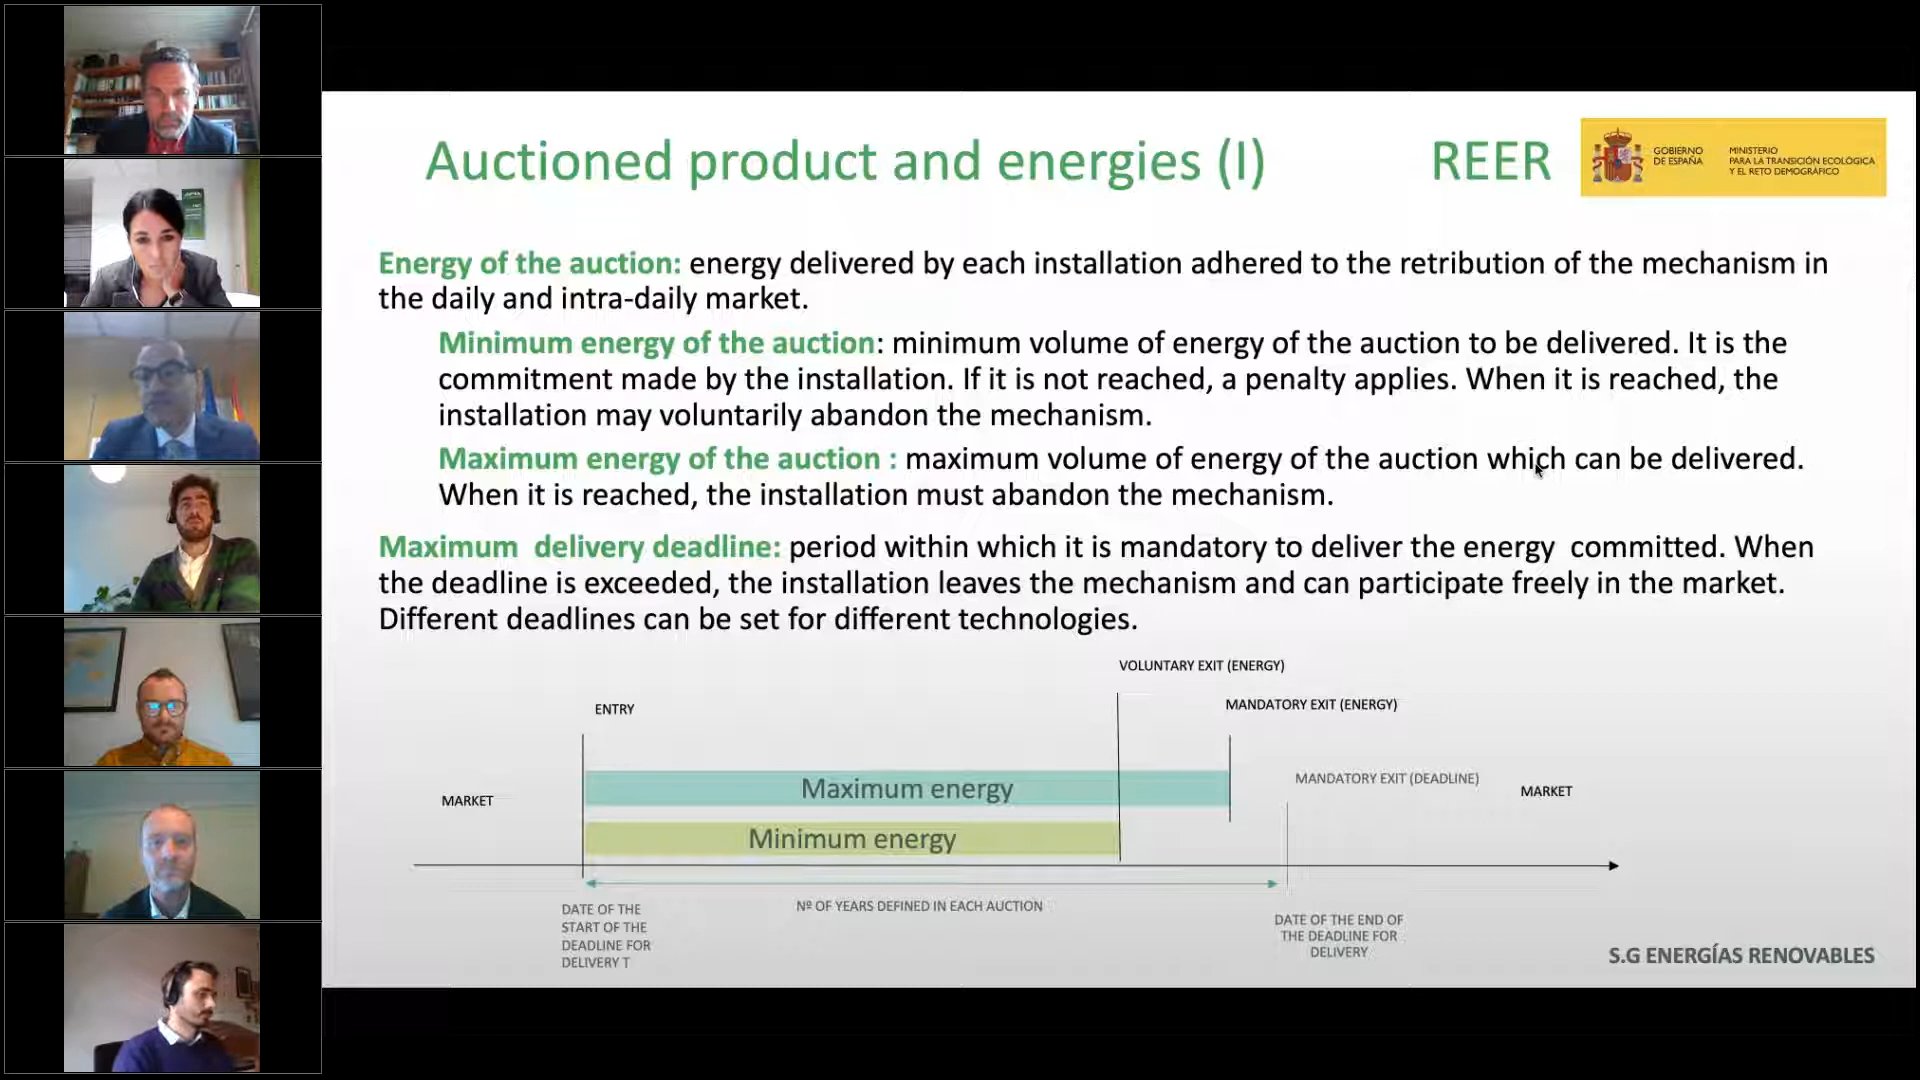 Auctioned product and energies (I)
REER
GOBIERNO
DE ESPAÑA
MINISTERIO
PARA LA TRANSICIÓN ECOLÓGICA
Y EL RETO DEMOGRÁFICO
Energy of the auction: energy delivered by each installation adhered to the retribution of the mechanism in
the daily and intra-daily market.
Minimum energy of the auction: minimum volume of energy of the auction to be delivered. It is the
commitment made by the installation. If it is not reached, a penalty applies. When it is reached, the
installation may voluntarily abandon the mechanism.
Maximum energy of the auction : maximum volume of energy of the auction which can be delivered.
When it is reached, the installation must abandon the mechanism.
Maximum  delivery deadline: period within which it is mandatory to deliver the energy  committed. When
the deadline is exceeded, the installation leaves the mechanism and can participate freely in the market.
Different deadlines can be set for different technologies.
VOLUNTARY EXIT (ENERGY)
ENTRY
MANDATORY EXIT (ENERGY)
Maximum energy
MANDATORY EXIT (DEADLINE)
MARKET
MARKET
Minimum energy
DATE OF THE
START OF THE
DEADLINE FOR
DELIVERY T
Nº OF YEARS DEFINED IN EACH AUCTION
DATE OF THE END OF
THE DEADLINE FOR
DELIVERY
S.G ENERGÍAS RENOVABLES